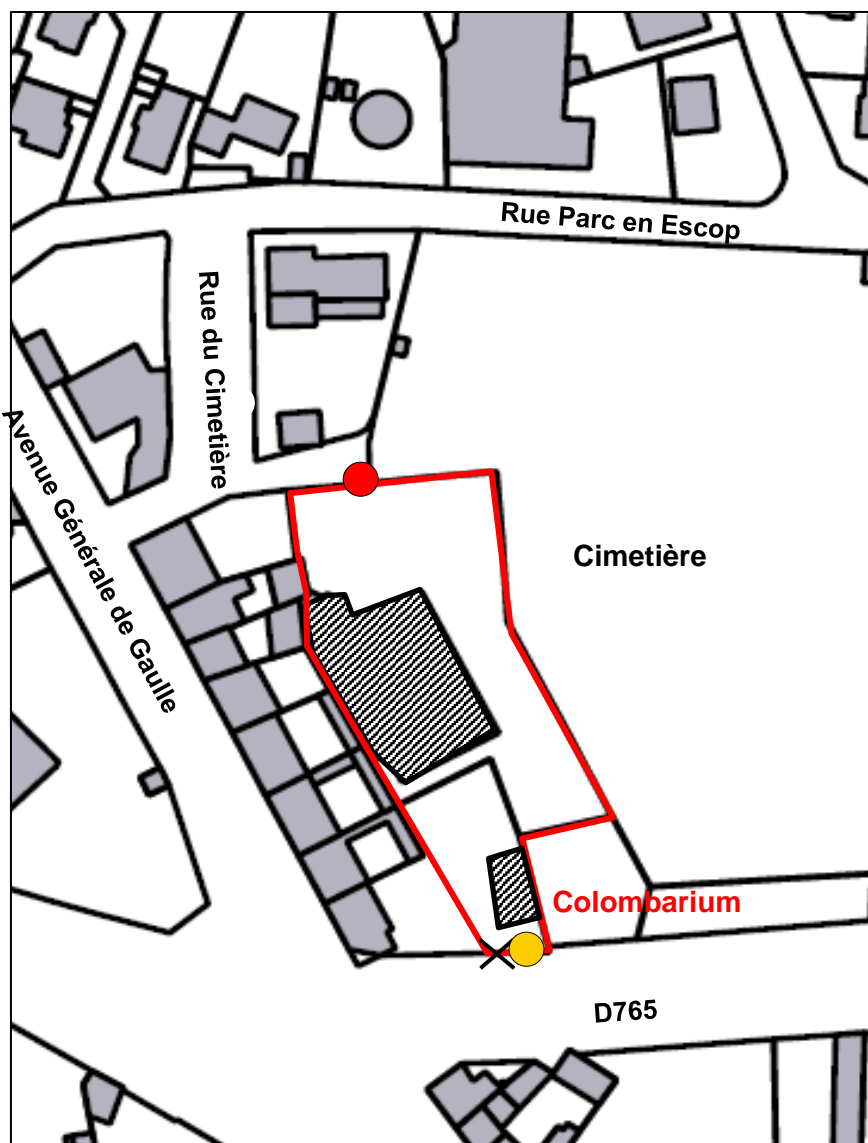 Rue Parc en Escop
Rue du Cimetière
Avenue Générale de Gaulle
Cimetière
Colombarium
D765